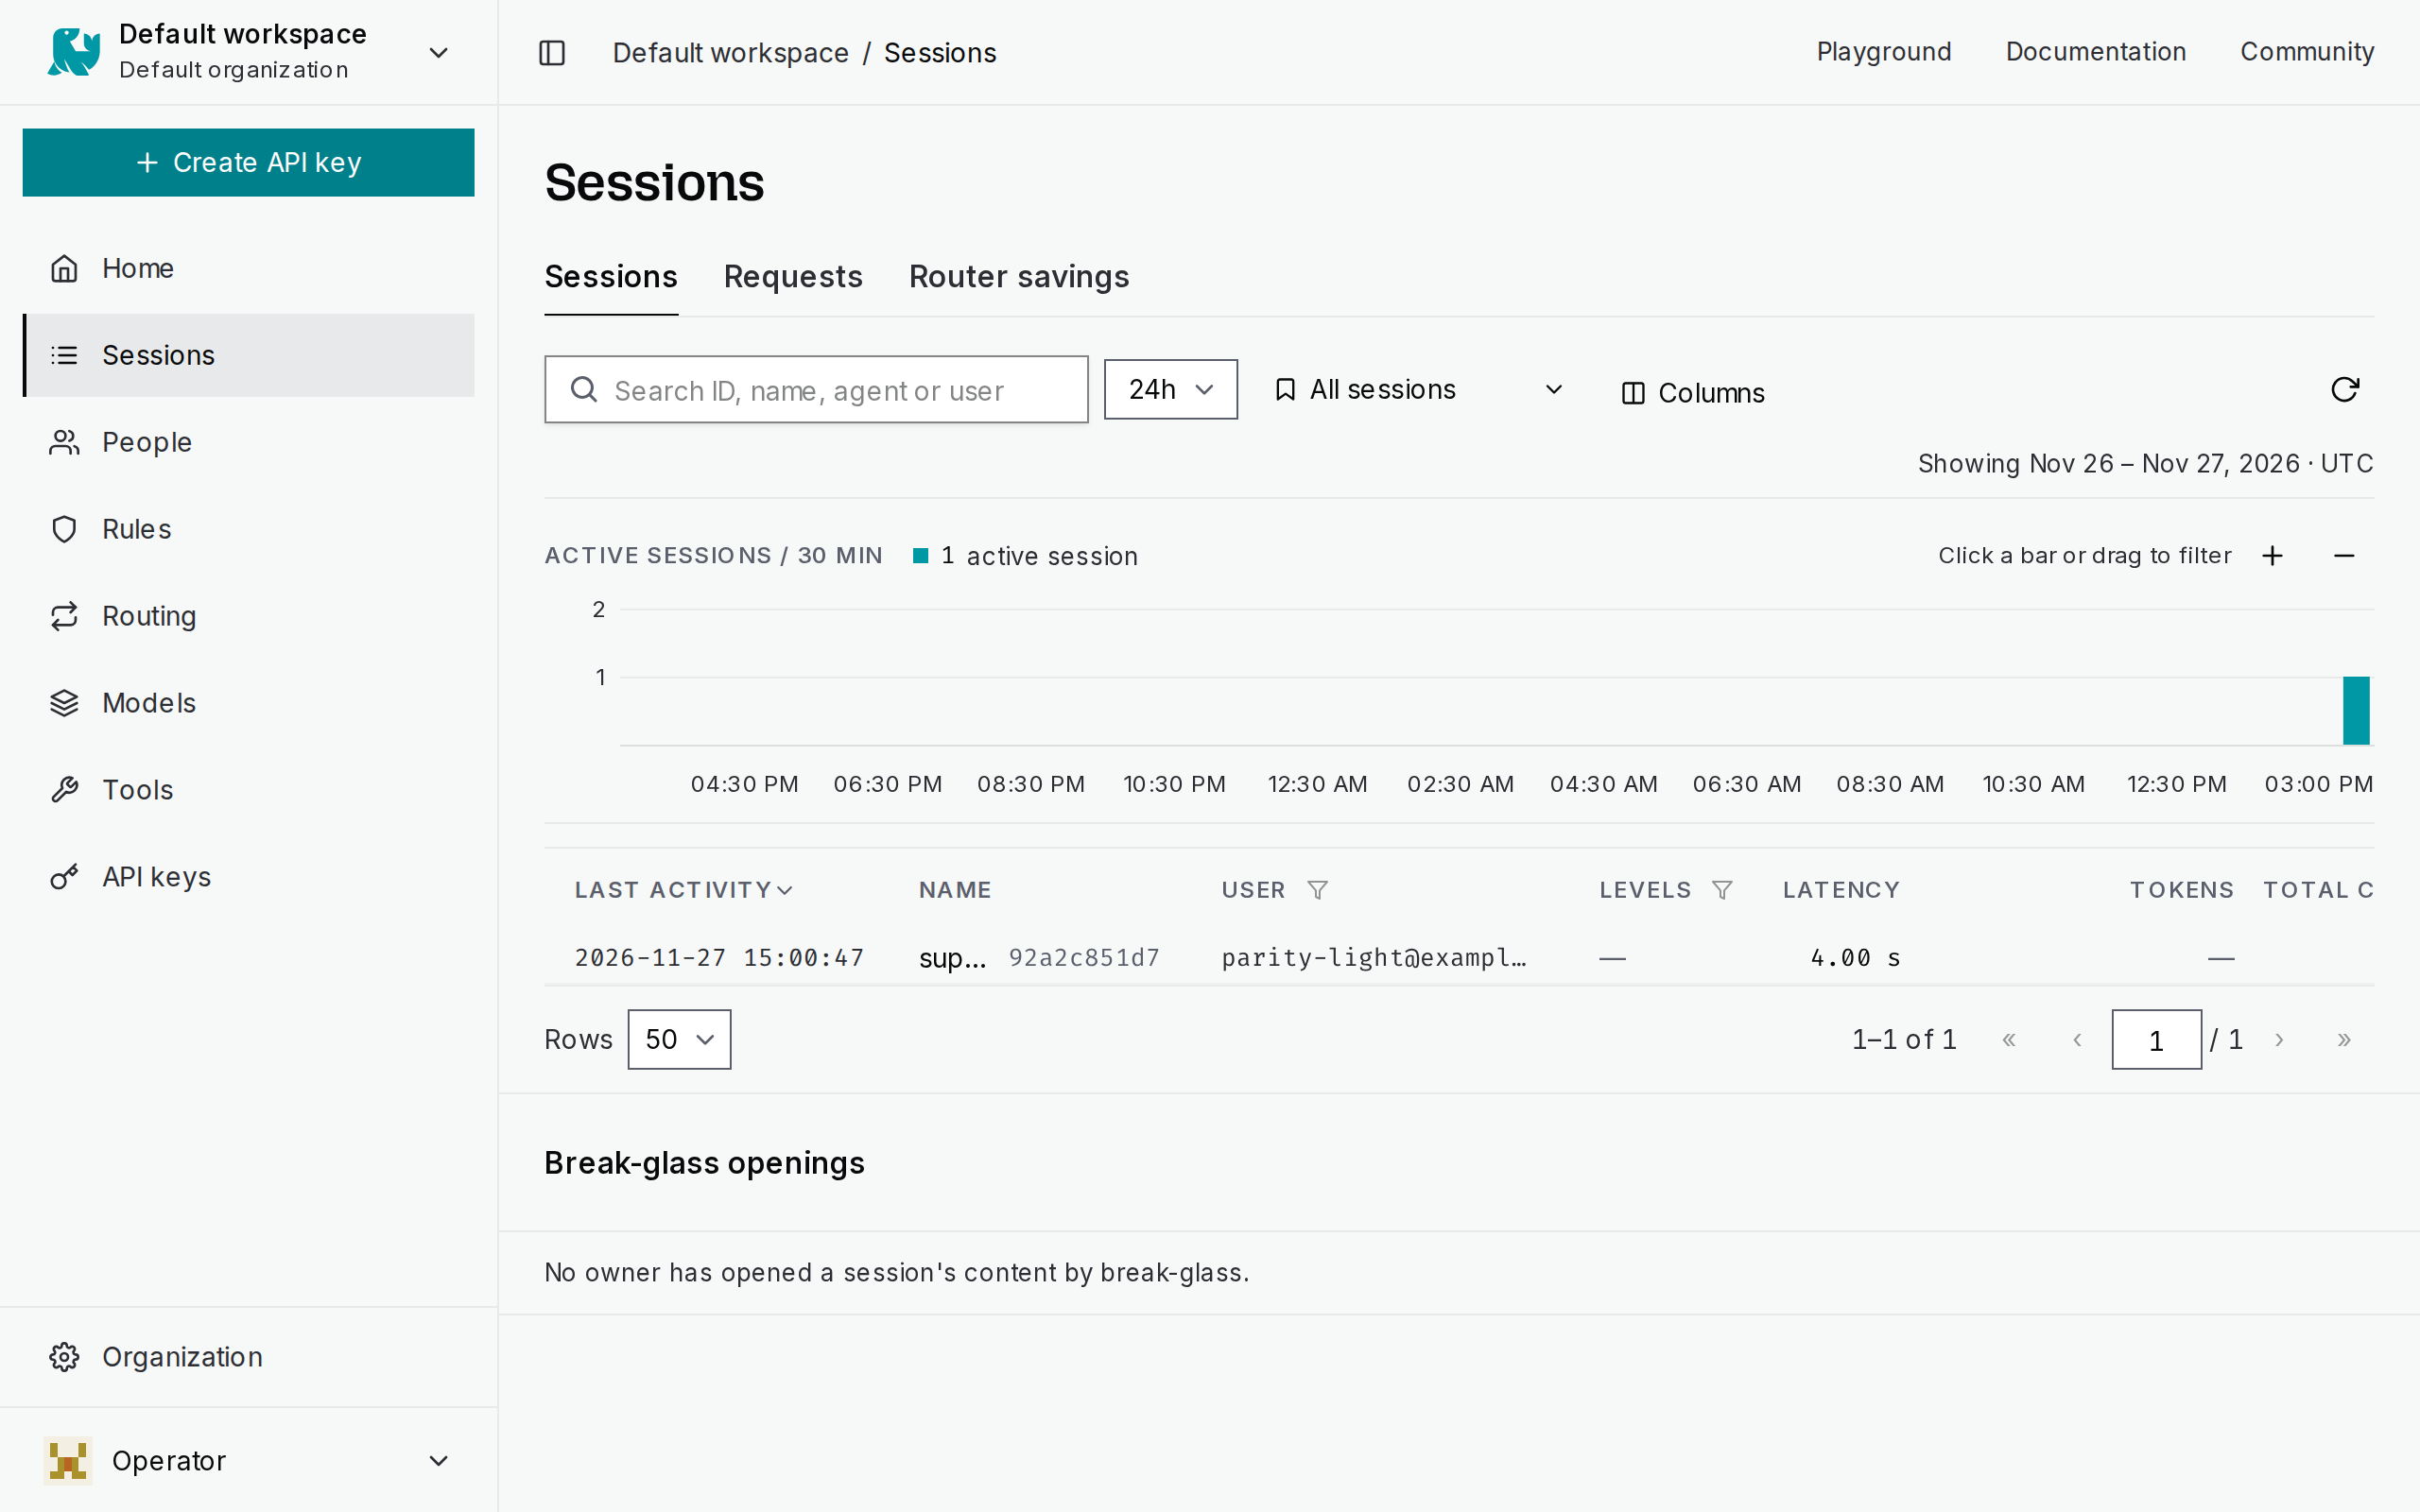 Default workspace
Default organization
Default workspace / Sessions
Playground
Documentation
Community
Create API key
Home
Sessions
People
Rules
Routing
Models
Tools
API keys
Organization
Operator
Sessions
Sessions
Requests
Router savings
Search ID, name, agent or user
24h
All sessions
Columns
Showing Nov 26 – Nov 27, 2026 · UTC
ACTIVE SESSIONS / 30 MIN
1 active session
Click a bar or drag to filter
2
1
04:30 PM 06:30 PM 08:30 PM 10:30 PM 12:30 AM 02:30 AM 04:30 AM 06:30 AM 08:30 AM 10:30 AM 12:30 PM 03:00 PM
LAST ACTIVITY NAME USER LEVELS LATENCY TOKENS TOTAL C
2026-11-27 15:00:47 sup… 92a2c851d7 parity-light@exampl… — 4.00 s —
Rows 50
1–1 of 1 « ‹ 1 / 1 › »
Break-glass openings
No owner has opened a session's content by break-glass.